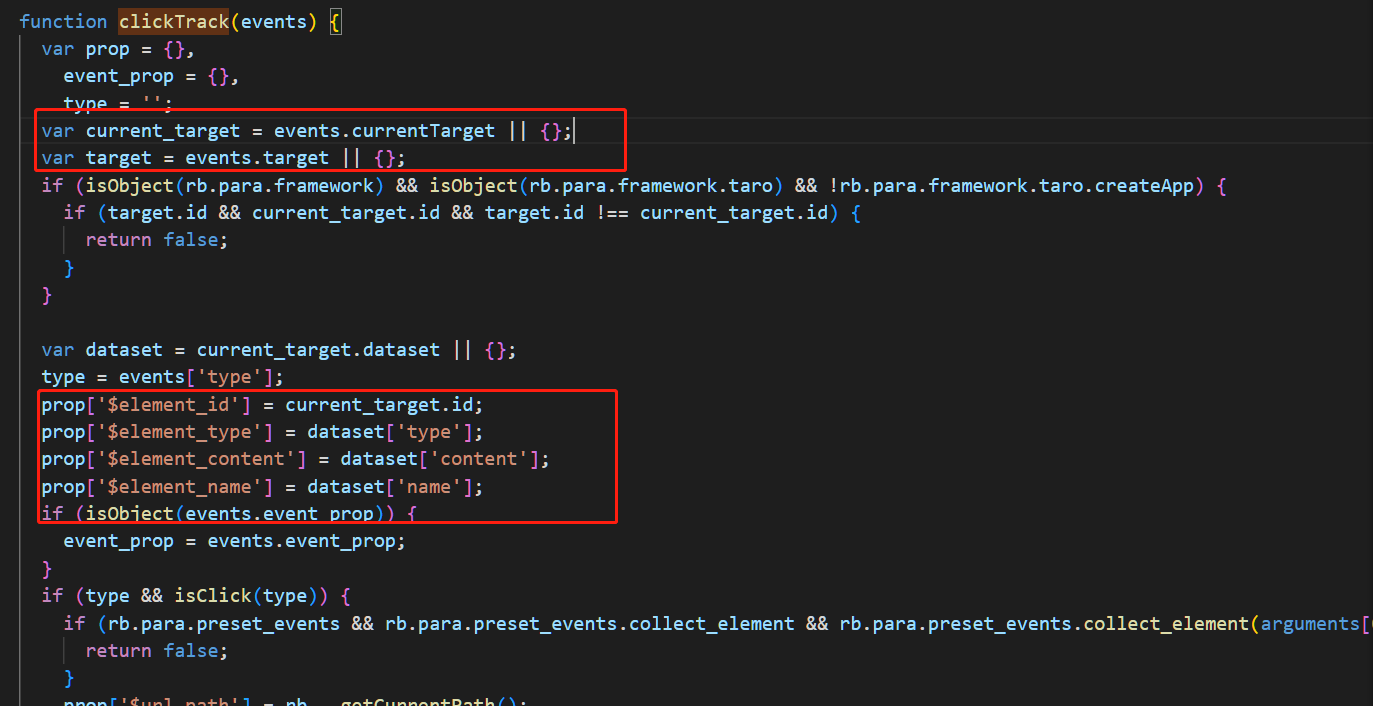 function clickTrack(events) {
var prop = {},
event_prop = {},
type = '';
var current_target = events.currentTarget || {};
var target = events.target || {};
if (isObject(rb.para.framework) && isObject(rb.para.framework.taro) && !rb.para.framework.taro.createApp) {
if (target.id && current_target.id && target.id !== current_target.id) {
return false;
}
}
var dataset = current_target.dataset || {};
type = events['type'];
prop['$element_id'] = current_target.id;
prop['$element_type'] = dataset['type'];
prop['$element_content'] = dataset['content'];
prop['$element_name'] = dataset['name'];
if (isObject(events.event_prop)) {
event_prop = events.event_prop;
}
if (type && isClick(type)) {
if (rb.para.preset_events && rb.para.preset_events.collect_element && rb.para.preset_events.collect_element(arguments[
return false;
}
prop['$url_path'] = rb._.getCurrentPath();